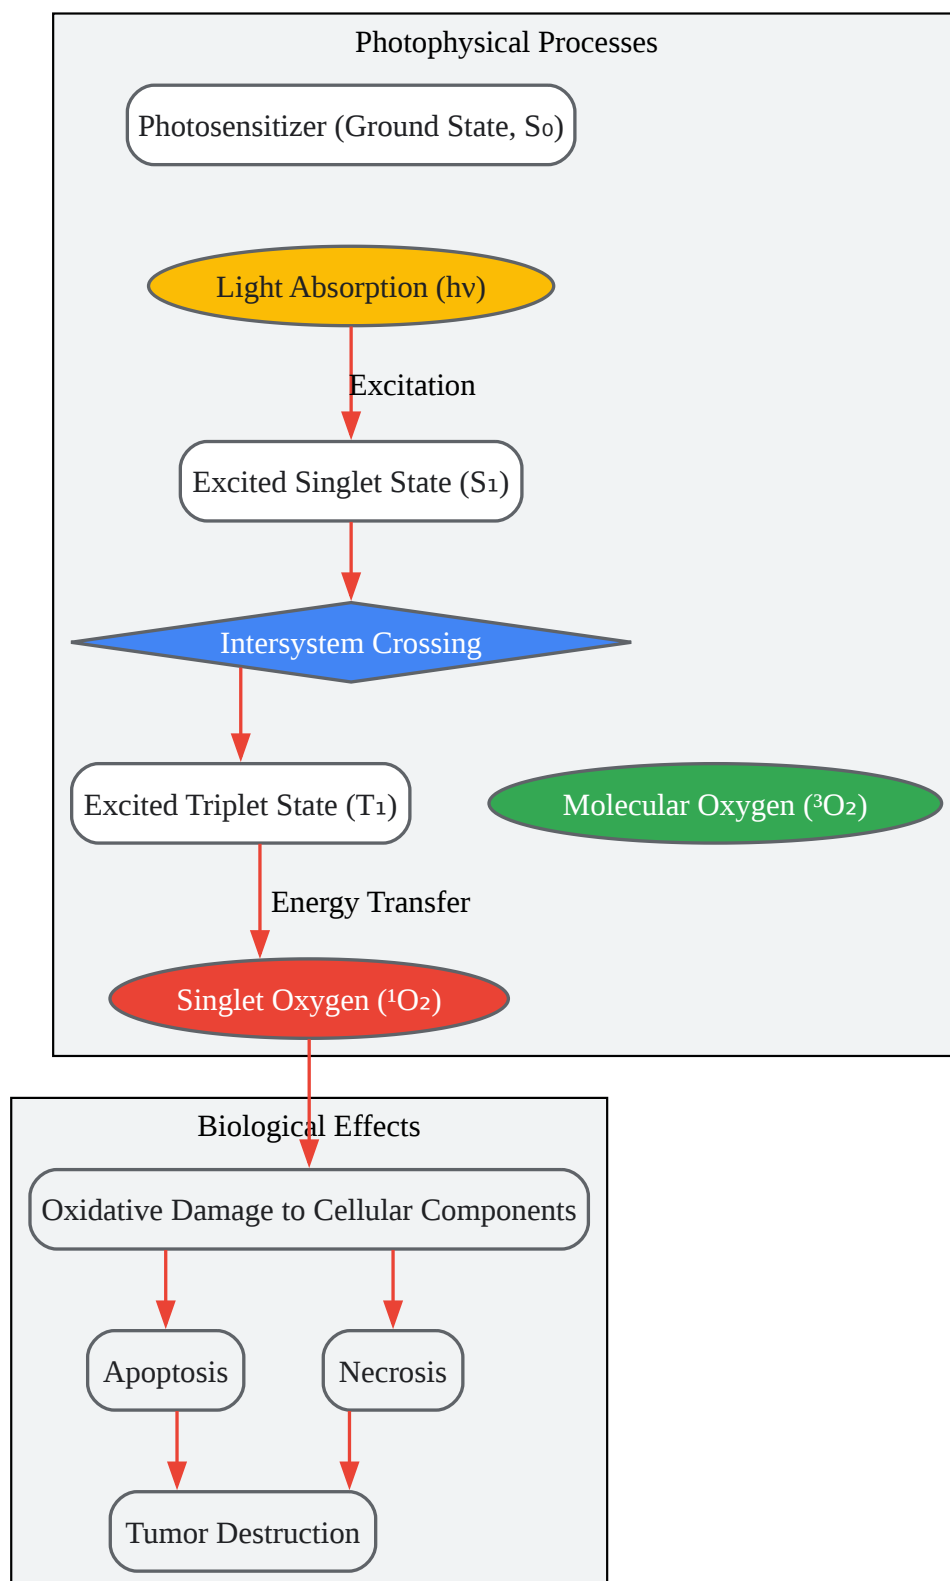 Photophysical Processes
Photosensitizer (Ground State, S₀)
Light Absorption (hν)
Excitation
Excited Singlet State (S₁)
Intersystem Crossing
Excited Triplet State (T₁)
Molecular Oxygen (³O₂)
Energy Transfer
Singlet Oxygen (¹O₂)
Biological Effects
Oxidative Damage to Cellular Components
Apoptosis
Necrosis
Tumor Destruction